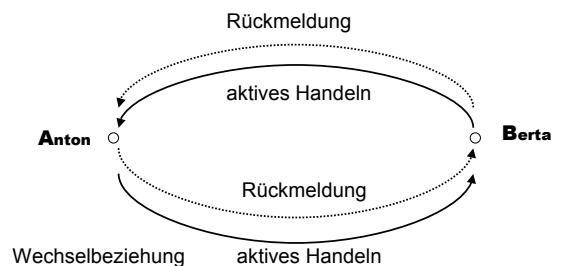 Rückmeldung
aktives Handeln
Anton
Berta
Rückmeldung
Wechselbeziehung aktives Handeln